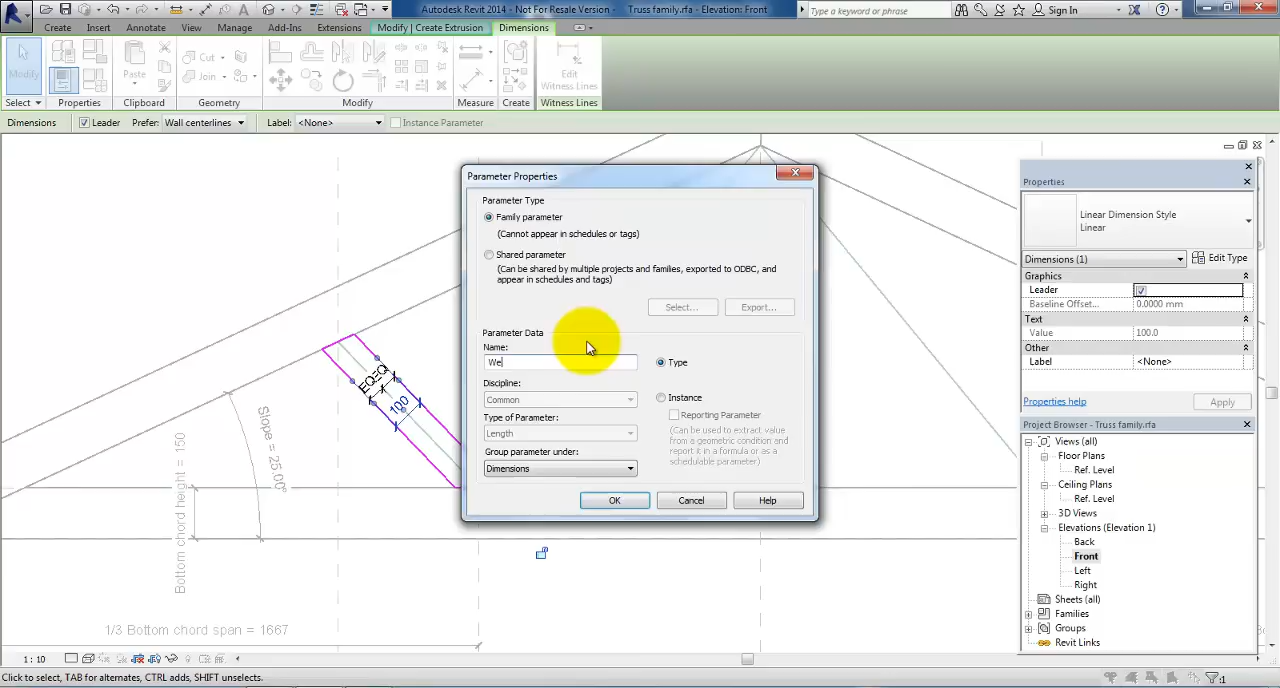 Autodesk Revit 2014 - Not For Resale Version - Truss family.rfa - Elevation: Front
Type a keyword or phrase
Sign In
Create Insert Annotate View Manage Add-Ins Extensions Modify | Create Extrusion Dimensions
Modify
Paste
Cut
Join
Edit
Witness Lines
Select Properties Clipboard Geometry Modify Measure Create Witness Lines
Dimensions Leader Prefer: Wall centerlines Label: <None> Instance Parameter
Parameter Properties
Parameter Type
Family parameter
(Cannot appear in schedules or tags)
Shared parameter
(Can be shared by multiple projects and families, exported to ODBC, and
appear in schedules and tags)
Select... Export...
Parameter Data
Name:
We
Type
Discipline:
Common
Instance
Type of Parameter:
Reporting Parameter
Length
(Can be used to extract value
from a geometric condition and
report it in a formula or as a
schedulable parameter)
Group parameter under:
Dimensions
OK Cancel Help
EQ EQ
100
Slope = 25.00°
Bottom chord height = 150
1/3 Bottom chord span = 1667
Properties
Linear Dimension Style
Linear
Dimensions (1) Edit Type
Graphics
Leader
Baseline Offset... 0.0000 mm
Text
Value 100.0
Other
Label <None>
Properties help Apply
Project Browser - Truss family.rfa
Views (all)
Floor Plans
Ref. Level
Ceiling Plans
Ref. Level
3D Views
Elevations (Elevation 1)
Back
Front
Left
Right
Sheets (all)
Families
Groups
Revit Links
1 : 10
Click to select, TAB for alternates, CTRL adds, SHIFT unselects.
:1